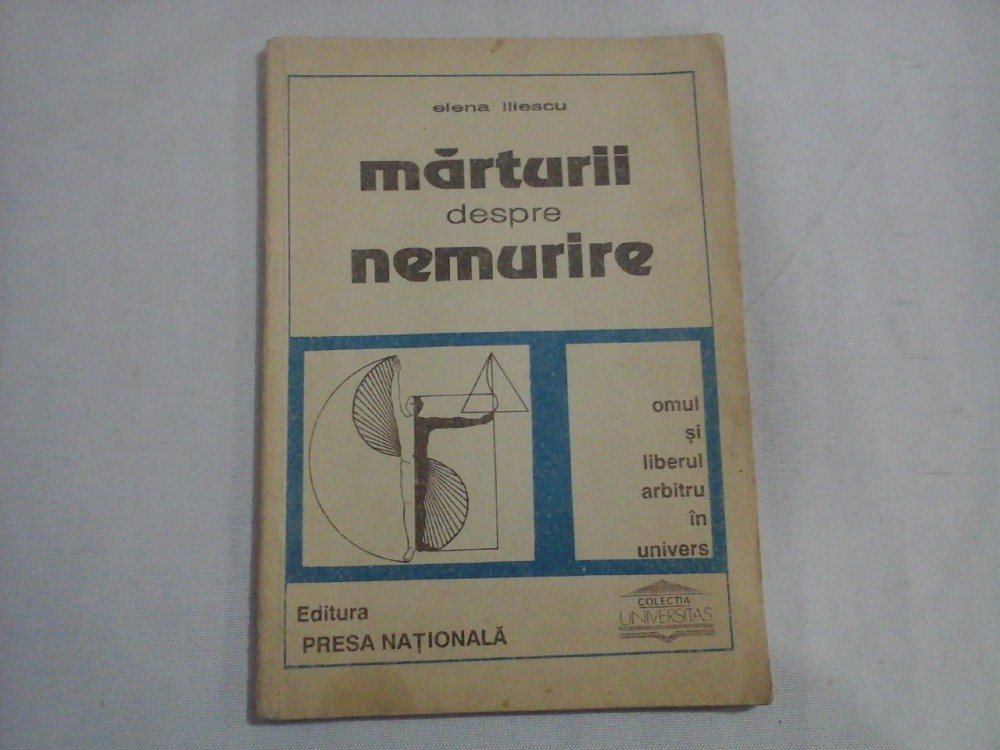 elena iliescu
mărturii
despre
nemurire
omul
și
liberul
arbitru
în
univers
Editura
PRESA NAȚIONALĂ
COLECȚIA
UNIVERSITAS